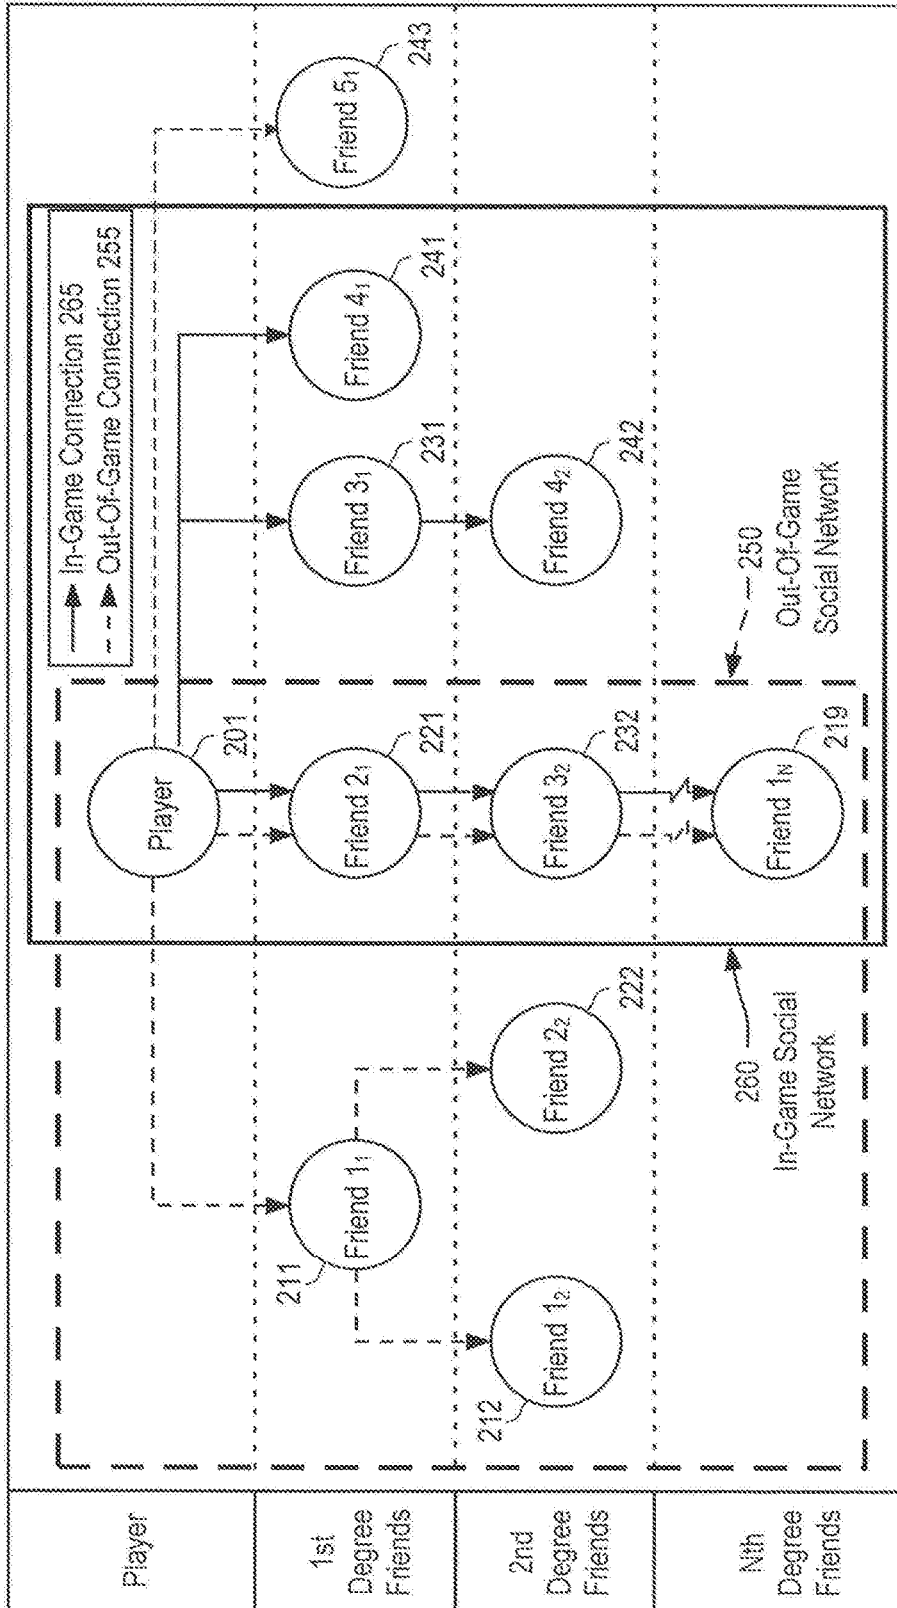 Player
1st
Degree
Friends
2nd
Degree
Friends
Nth
Degree
Friends
In-Game Connection 265
Out-Of-Game Connection 255
Player
201
Friend 1₁
211
Friend 2₁
221
Friend 3₁
231
Friend 4₁
241
Friend 5₁
243
Friend 1₂
212
Friend 2₂
222
Friend 3₂
232
Friend 4₂
242
260
In-Game Social
Network
Friend 1N
219
250
Out-Of-Game
Social Network